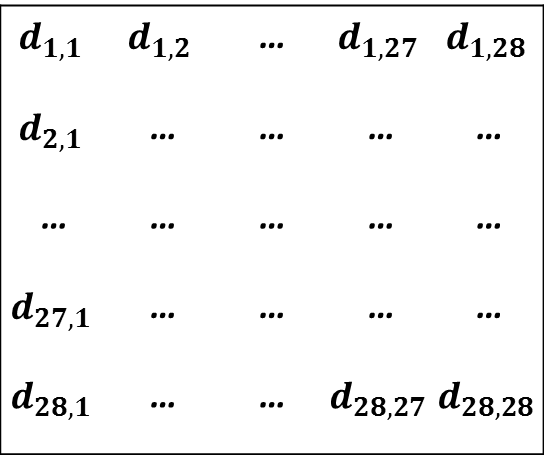 d1,1 d1,2 … d1,27 d1,28
d2,1 … … … …
… … … … …
d27,1 … … … …
d28,1 … … d28,27 d28,28